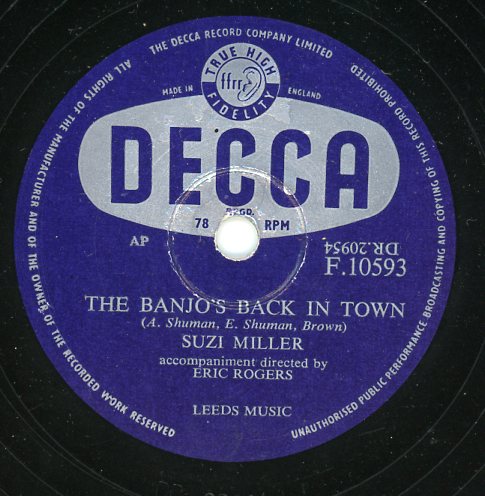 THE DECCA RECORD COMPANY LIMITED
ALL RIGHTS OF THE MANUFACTURER AND OF THE OWNER OF THE RECORDED WORK RESERVED
UNAUTHORISED PUBLIC PERFORMANCE BROADCASTING AND COPYING OF THIS RECORD PROHIBITED
TRUE HIGH
ffrr
FIDELITY
MADE IN ENGLAND
DECCA
REGD.
78 RPM
AP
DR.20954
F.10593
THE BANJO'S BACK IN TOWN
(A. Shuman, E. Shuman, Brown)
SUZI MILLER
accompaniment directed by
ERIC ROGERS
LEEDS MUSIC